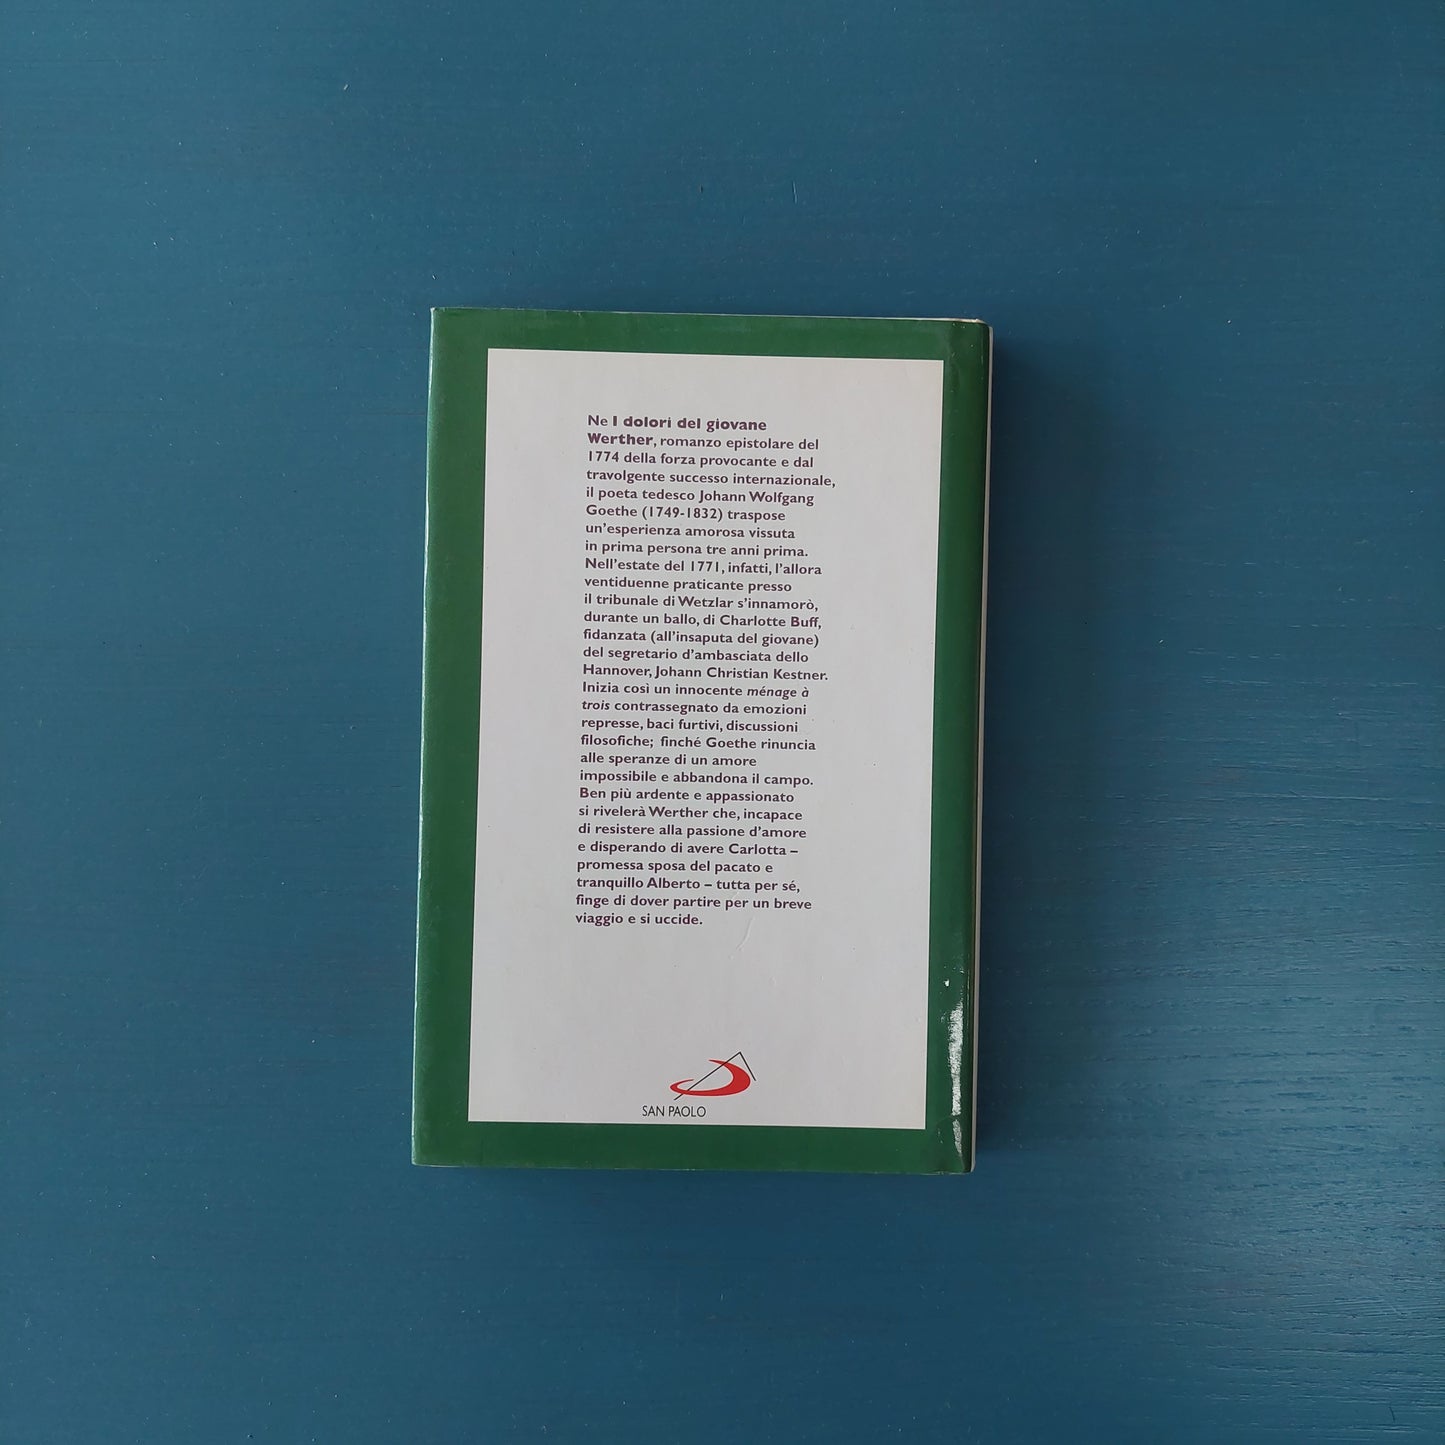 Ne I dolori del giovane
Werther, romanzo epistolare del
1774 della forza provocante e dal
travolgente successo internazionale,
il poeta tedesco Johann Wolfgang
Goethe (1749-1832) traspose
un'esperienza amorosa vissuta
in prima persona tre anni prima.
Nell'estate del 1771, infatti, l'allora
ventiduenne praticante presso
il tribunale di Wetzlar s'innamorò,
durante un ballo, di Charlotte Buff,
fidanzata (all'insaputa del giovane)
del segretario d'ambasciata dello
Hannover, Johann Christian Kestner.
Inizia così un innocente ménage à
trois contrassegnato da emozioni
represse, baci furtivi, discussioni
filosofiche; finché Goethe rinuncia
alle speranze di un amore
impossibile e abbandona il campo.
Ben più ardente e appassionato
si rivelerà Werther che, incapace
di resistere alla passione d'amore
e disperando di avere Carlotta –
promessa sposa del pacato e
tranquillo Alberto – tutta per sé,
finge di dover partire per un breve
viaggio e si uccide.
SAN PAOLO